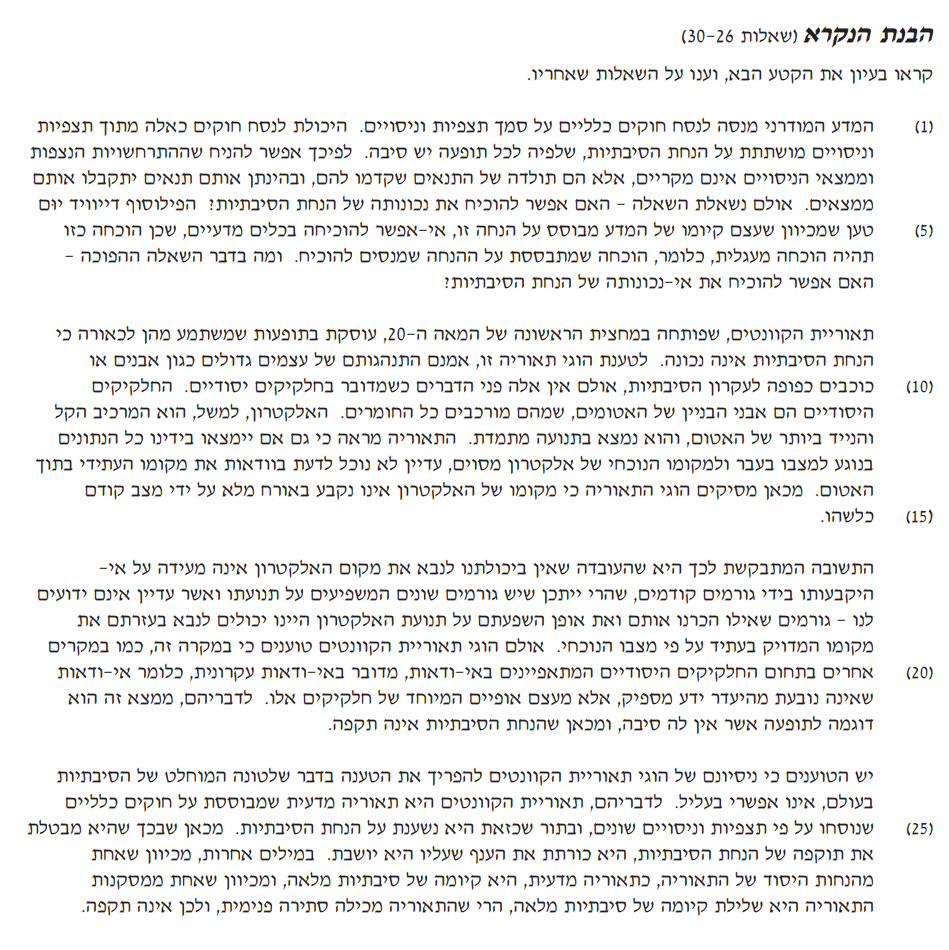 הבנת הנקרא (שאלות 30-26)
קראו בעיון את הקטע הבא, וענו על השאלות שאחריו.
(1) המדע המודרני מנסה לנסח חוקים כלליים על סמך תצפיות וניסויים. היכולת לנסח חוקים כאלה מתוך תצפיות
וניסויים מושתתת על הנחת הסיבתיות, שלפיה לכל תופעה יש סיבה. לפיכך אפשר להניח שההתרחשויות הנצפות
וממצאי הניסויים אינם מקריים, אלא הם תולדה של התנאים שקדמו להם, ובהינתן אותם תנאים יתקבלו אותם
ממצאים. אולם נשאלת השאלה - האם אפשר להוכיח את נכונותה של הנחת הסיבתיות? הפילוסוף דייוויד יוּם
(5) טען שמכיוון שעצם קיומו של המדע מבוסס על הנחה זו, אי-אפשר להוכיחה בכלים מדעיים, שכן הוכחה כזו
תהיה הוכחה מעגלית, כלומר, הוכחה שמתבססת על ההנחה שמנסים להוכיח. ומה בדבר השאלה ההפוכה -
האם אפשר להוכיח את אי-נכונותה של הנחת הסיבתיות?
תאוריית הקוונטים, שפותחה במחצית הראשונה של המאה ה-20, עוסקת בתופעות שמשתמע מהן לכאורה כי
הנחת הסיבתיות אינה נכונה. לטענת הוגי תאוריה זו, אמנם התנהגותם של עצמים גדולים כגון אבנים או
(10) כוכבים כפופה לעקרון הסיבתיות, אולם אין אלה פני הדברים כשמדובר בחלקיקים יסודיים. החלקיקים
היסודיים הם אבני הבניין של האטומים, שמהם מורכבים כל החומרים. האלקטרון, למשל, הוא המרכיב הקל
והנייד ביותר של האטום, והוא נמצא בתנועה מתמדת. התאוריה מראה כי גם אם יימצאו בידינו כל הנתונים
בנוגע למצבו בעבר ולמקומו הנוכחי של אלקטרון מסוים, עדיין לא נוכל לדעת בוודאות את מקומו העתידי בתוך
האטום. מכאן מסיקים הוגי התאוריה כי מקומו של האלקטרון אינו נקבע באורח מלא על ידי מצב קודם
(15) כלשהו.
התשובה המתבקשת לכך היא שהעובדה שאין ביכולתנו לנבא את מקום האלקטרון אינה מעידה על אי-
היקבעותו בידי גורמים קודמים, שהרי ייתכן שיש גורמים שונים המשפיעים על תנועתו ואשר עדיין אינם ידועים
לנו - גורמים שאילו הכרנו אותם ואת אופן השפעתם על תנועת האלקטרון היינו יכולים לנבא בעזרתם את
מקומו המדויק בעתיד על פי מצבו הנוכחי. אולם הוגי תאוריית הקוונטים טוענים כי במקרה זה, כמו במקרים
(20) אחרים בתחום החלקיקים היסודיים המתאפיינים באי-ודאות, מדובר באי-ודאות עקרונית, כלומר אי-ודאות
שאינה נובעת מהיעדר ידע מספיק, אלא מעצם אופיים המיוחד של חלקיקים אלו. לדבריהם, ממצא זה הוא
דוגמה לתופעה אשר אין לה סיבה, ומכאן שהנחת הסיבתיות אינה תקפה.
יש הטוענים כי ניסיונם של הוגי תאוריית הקוונטים להפריך את הטענה בדבר שלטונה המוחלט של הסיבתיות
בעולם, אינו אפשרי בעליל. לדבריהם, תאוריית הקוונטים היא תאוריה מדעית שמבוססת על חוקים כלליים
(25) שנוסחו על פי תצפיות וניסויים שונים, ובתור שכזאת היא נשענת על הנחת הסיבתיות. מכאן שבכך שהיא מבטלת
את תוקפה של הנחת הסיבתיות, היא כורתת את הענף שעליו היא יושבת. במילים אחרות, מכיוון שאחת
מהנחות היסוד של התאוריה, כתאוריה מדעית, היא קיומה של סיבתיות מלאה, ומכיוון שאחת ממסקנות
התאוריה היא שלילת קיומה של סיבתיות מלאה, הרי שהתאוריה מכילה סתירה פנימית, ולכן אינה תקפה.